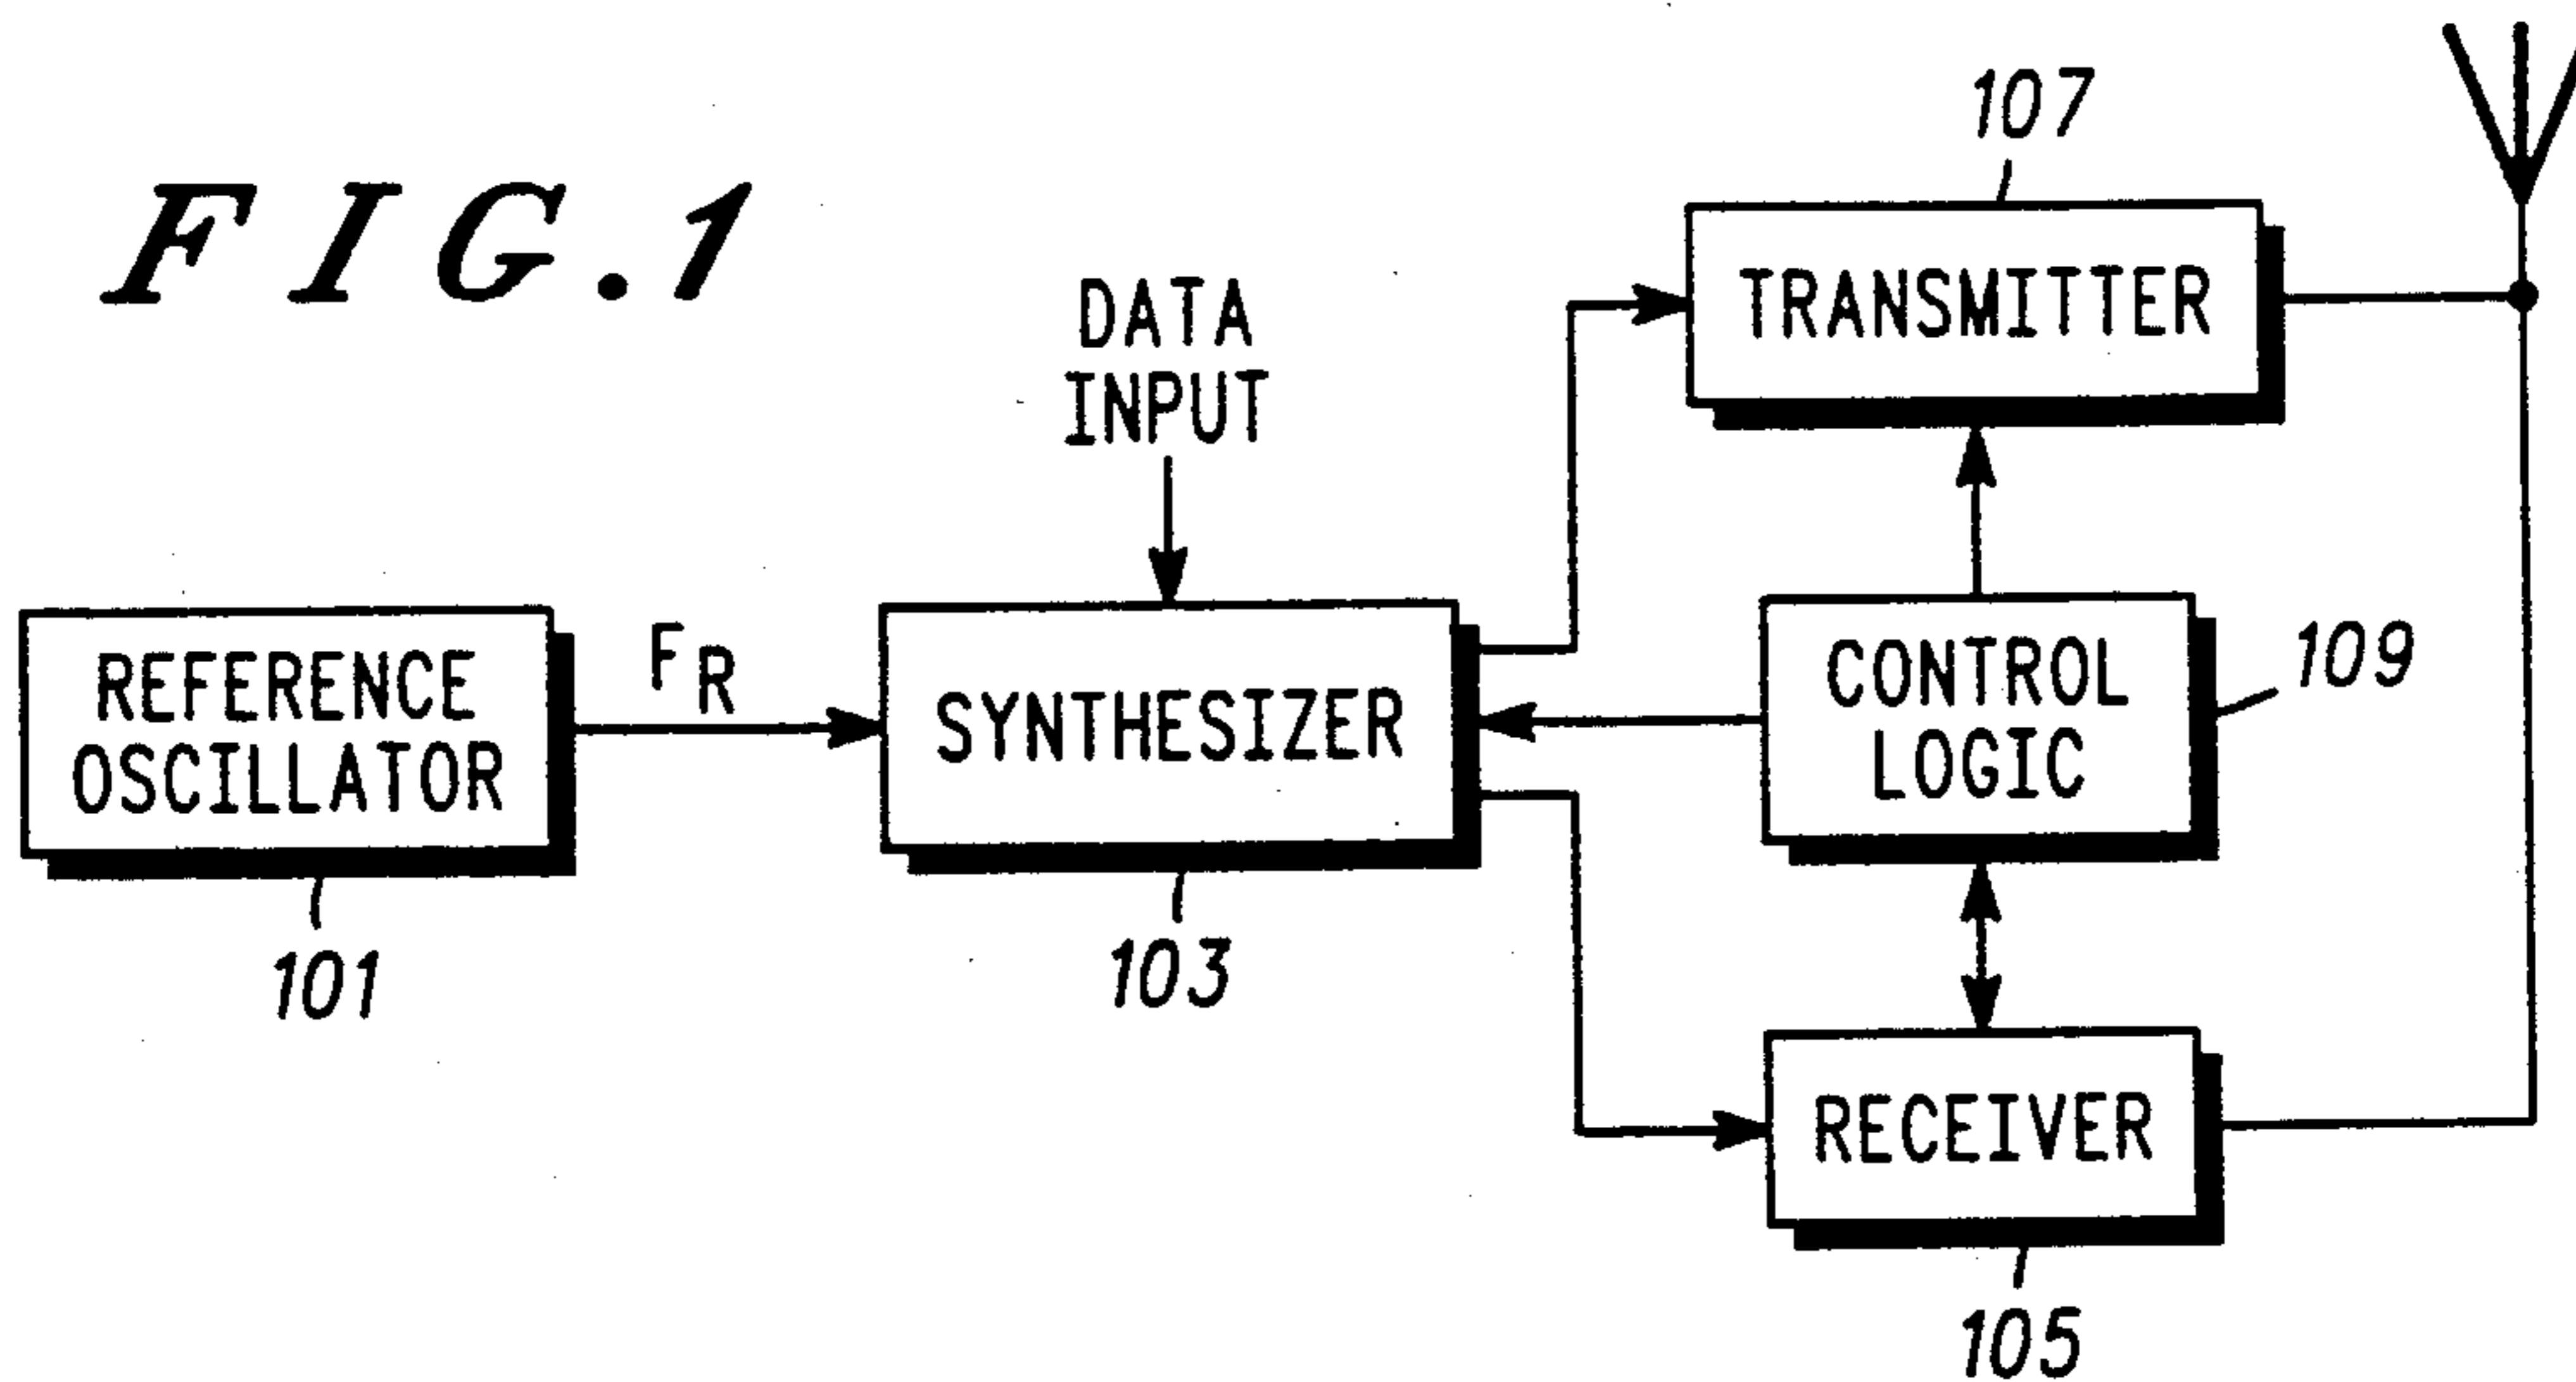 FIG.1
107
TRANSMITTER
DATA
INPUT
REFERENCE
OSCILLATOR
FR
SYNTHESIZER
CONTROL
LOGIC
109
101
103
RECEIVER
105